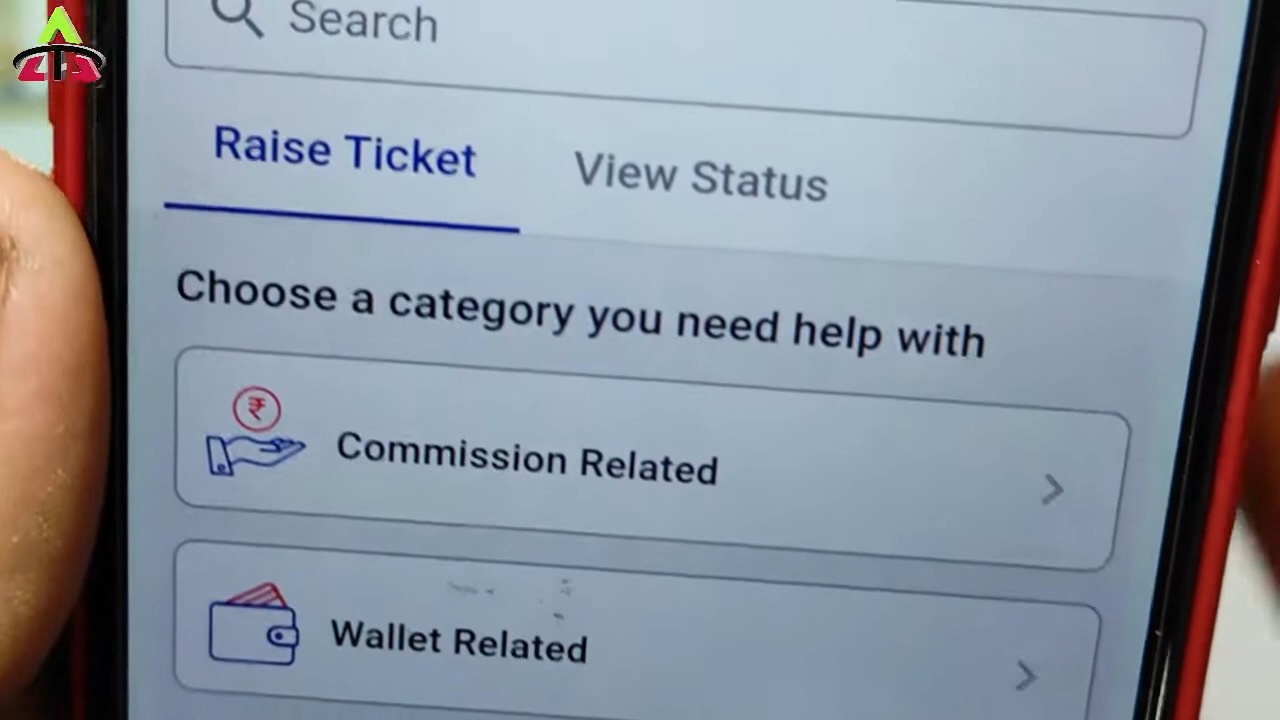 Search
Raise Ticket
View Status
Choose a category you need help with
₹
Commission Related
Wallet Related